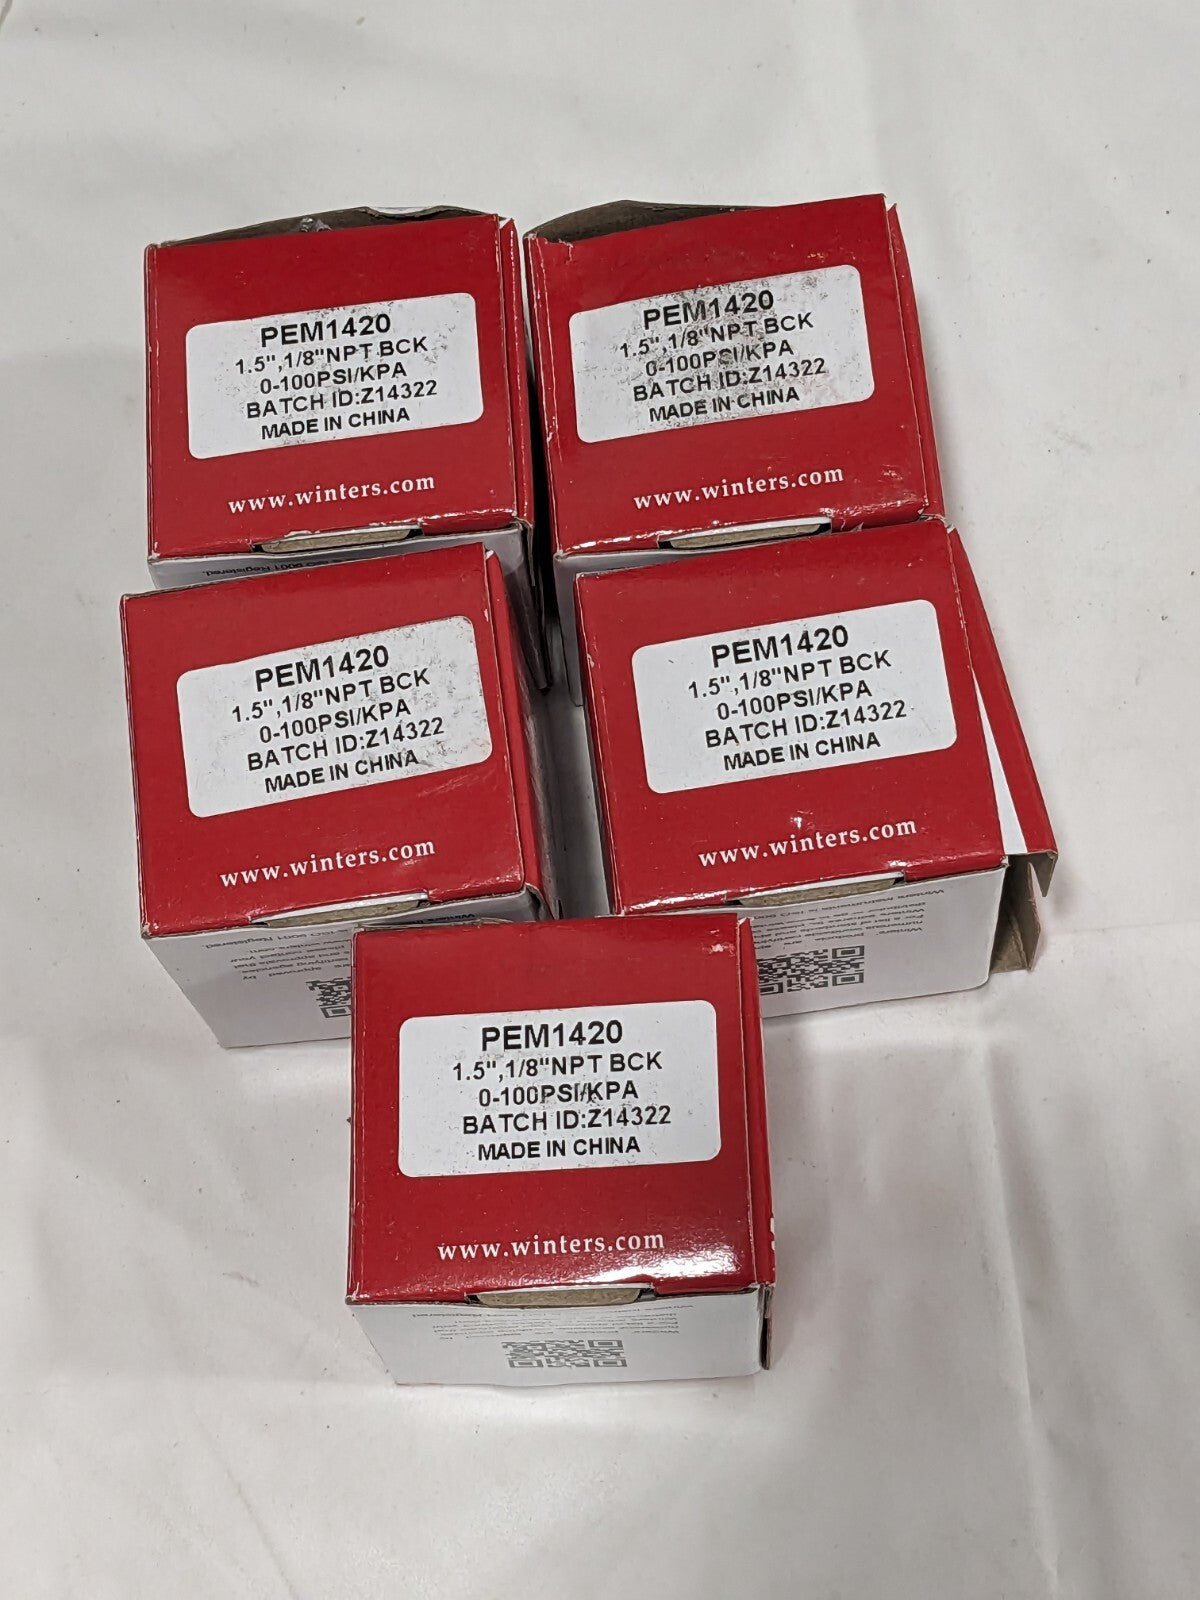 PEM1420
1.5",1/8"NPT BCK
0-100PSI/KPA
BATCH ID:Z14322
MADE IN CHINA
www.winters.com
PEM1420
1.5",1/8"NPT BCK
0-100PSI/KPA
BATCH ID:Z14322
MADE IN CHINA
www.winters.com
PEM1420
1.5",1/8"NPT BCK
0-100PSI/KPA
BATCH ID:Z14322
MADE IN CHINA
www.winters.com
PEM1420
1.5",1/8"NPT BCK
0-100PSI/KPA
BATCH ID:Z14322
MADE IN CHINA
www.winters.com
PEM1420
1.5",1/8"NPT BCK
0-100PSI/KPA
BATCH ID:Z14322
MADE IN CHINA
www.winters.com